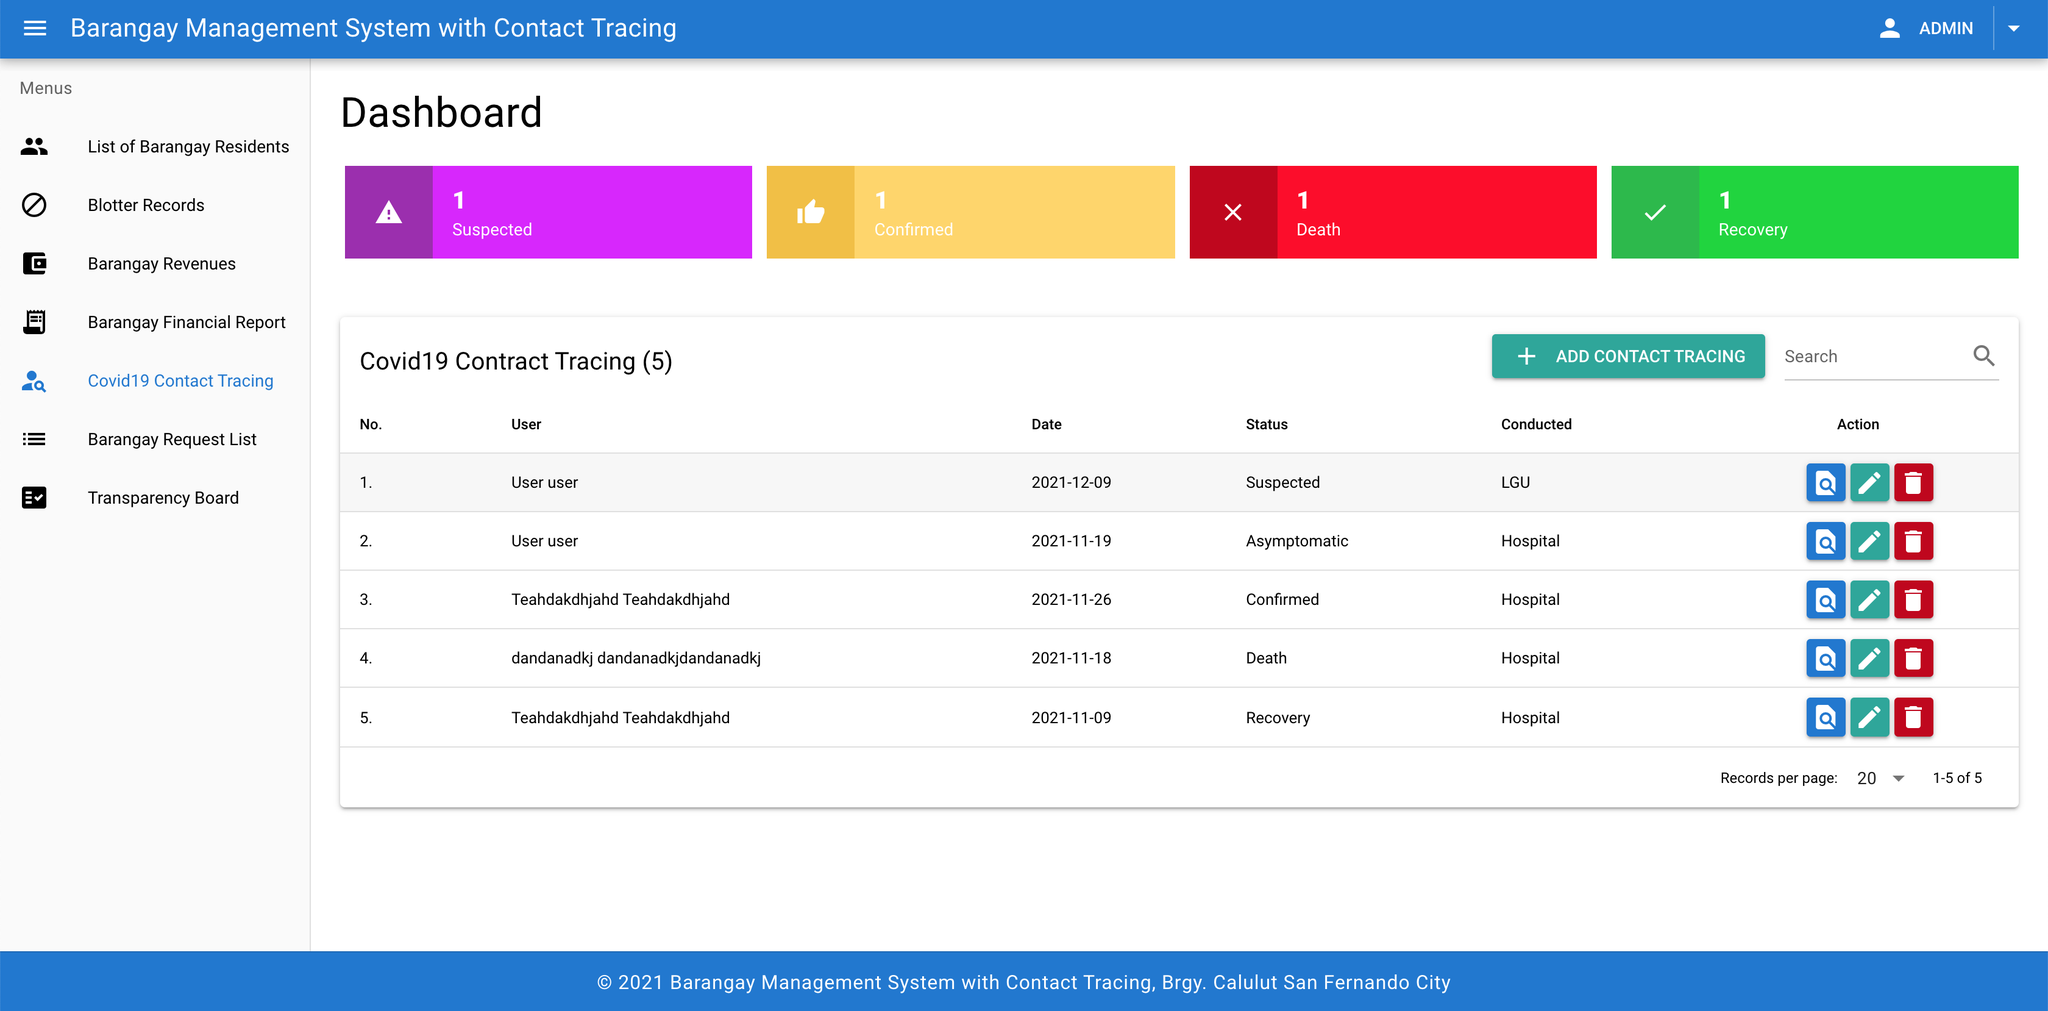 Barangay Management System with Contact Tracing
ADMIN
Menus
List of Barangay Residents
Blotter Records
Barangay Revenues
Barangay Financial Report
Covid19 Contact Tracing
Barangay Request List
Transparency Board
Dashboard
1
Suspected
1
Confirmed
1
Death
1
Recovery
Covid19 Contract Tracing (5)
ADD CONTACT TRACING
Search
No. User Date Status Conducted Action
1. User user 2021-12-09 Suspected LGU
2. User user 2021-11-19 Asymptomatic Hospital
3. Teahdakdhjahd Teahdakdhjahd 2021-11-26 Confirmed Hospital
4. dandanadkj dandanadkjdandanadkj 2021-11-18 Death Hospital
5. Teahdakdhjahd Teahdakdhjahd 2021-11-09 Recovery Hospital
Records per page: 20 1-5 of 5
© 2021 Barangay Management System with Contact Tracing, Brgy. Calulut San Fernando City